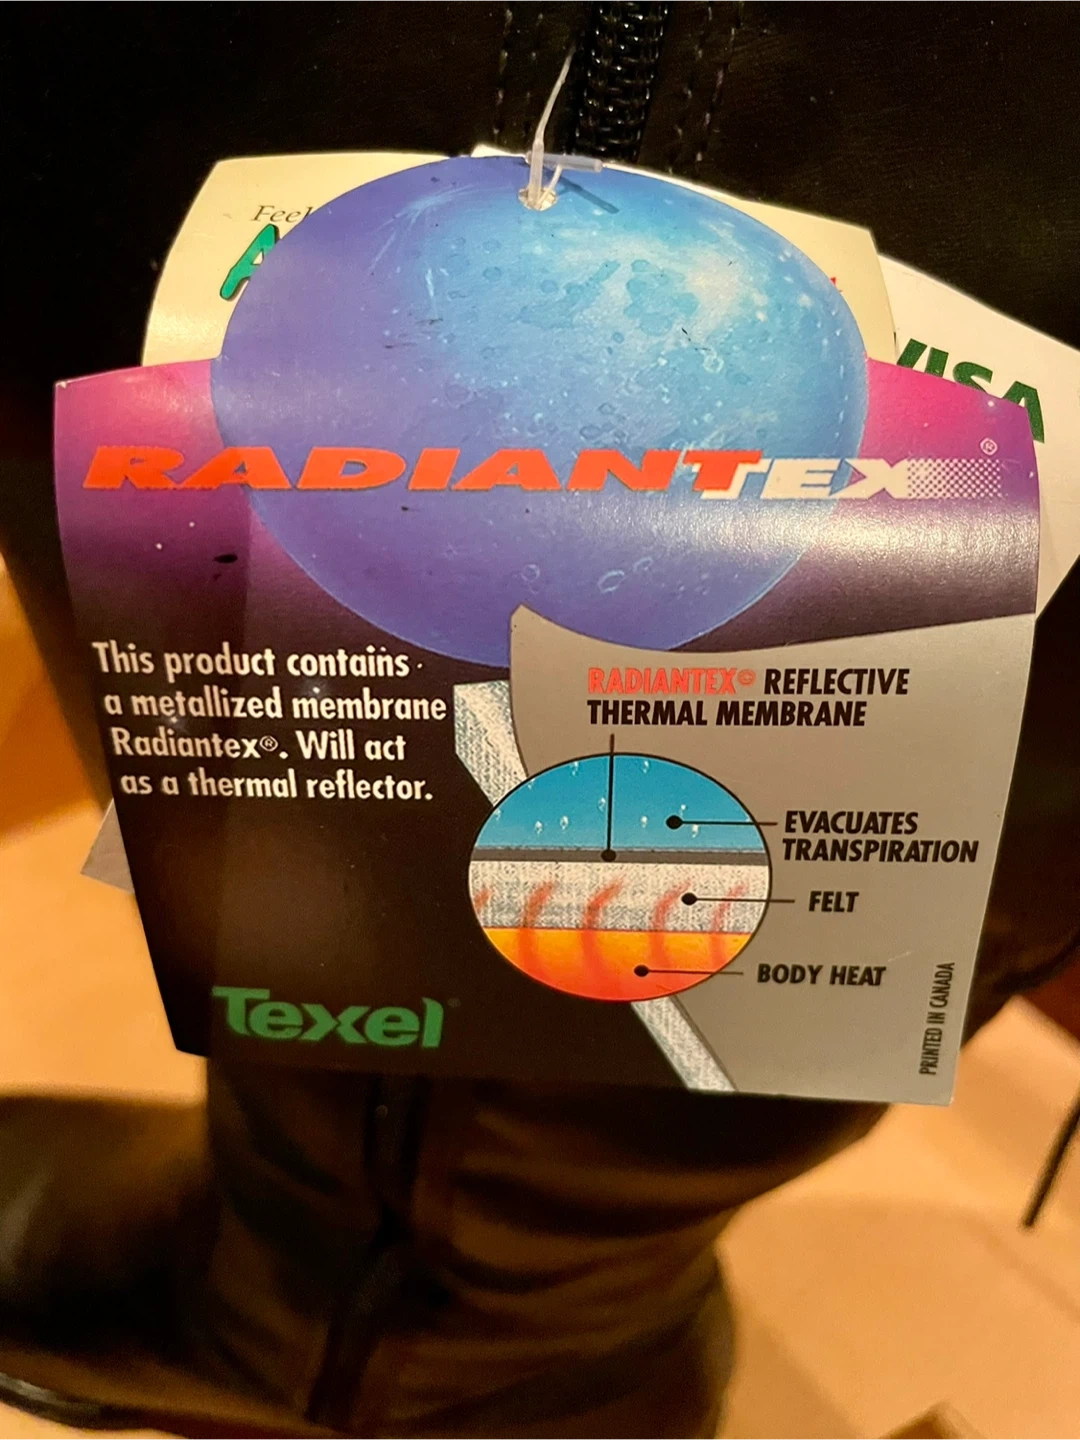 Feel
A
VISA
RADIANTEX®
This product contains
a metallized membrane
Radiantex®. Will act
as a thermal reflector.
RADIANTEX® REFLECTIVE
THERMAL MEMBRANE
EVACUATES
TRANSPIRATION
FELT
BODY HEAT
Texel
PRINTED IN CANADA